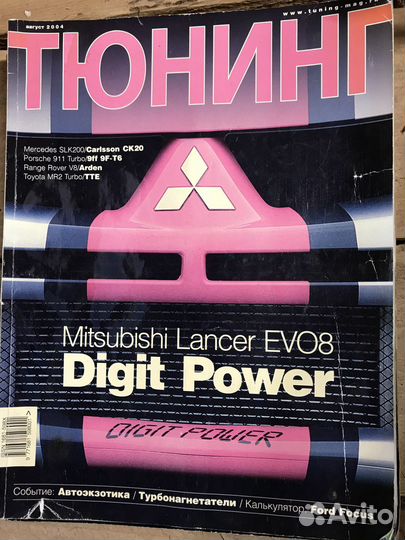 август 2004
www.tuning-mag.r
ТЮНИНГ
Mercedes SLK200/Carlsson CK20
Porsche 911 Turbo/9ff 9F-T6
Range Rover V8/Arden
Toyota MR2 Turbo/TTE
Mitsubishi Lancer EVO8
Digit Power
DIGIT POWER
Событие: Автоэкзотика / Турбонагнетатели / Калькулятор: Ford Focus
Avito